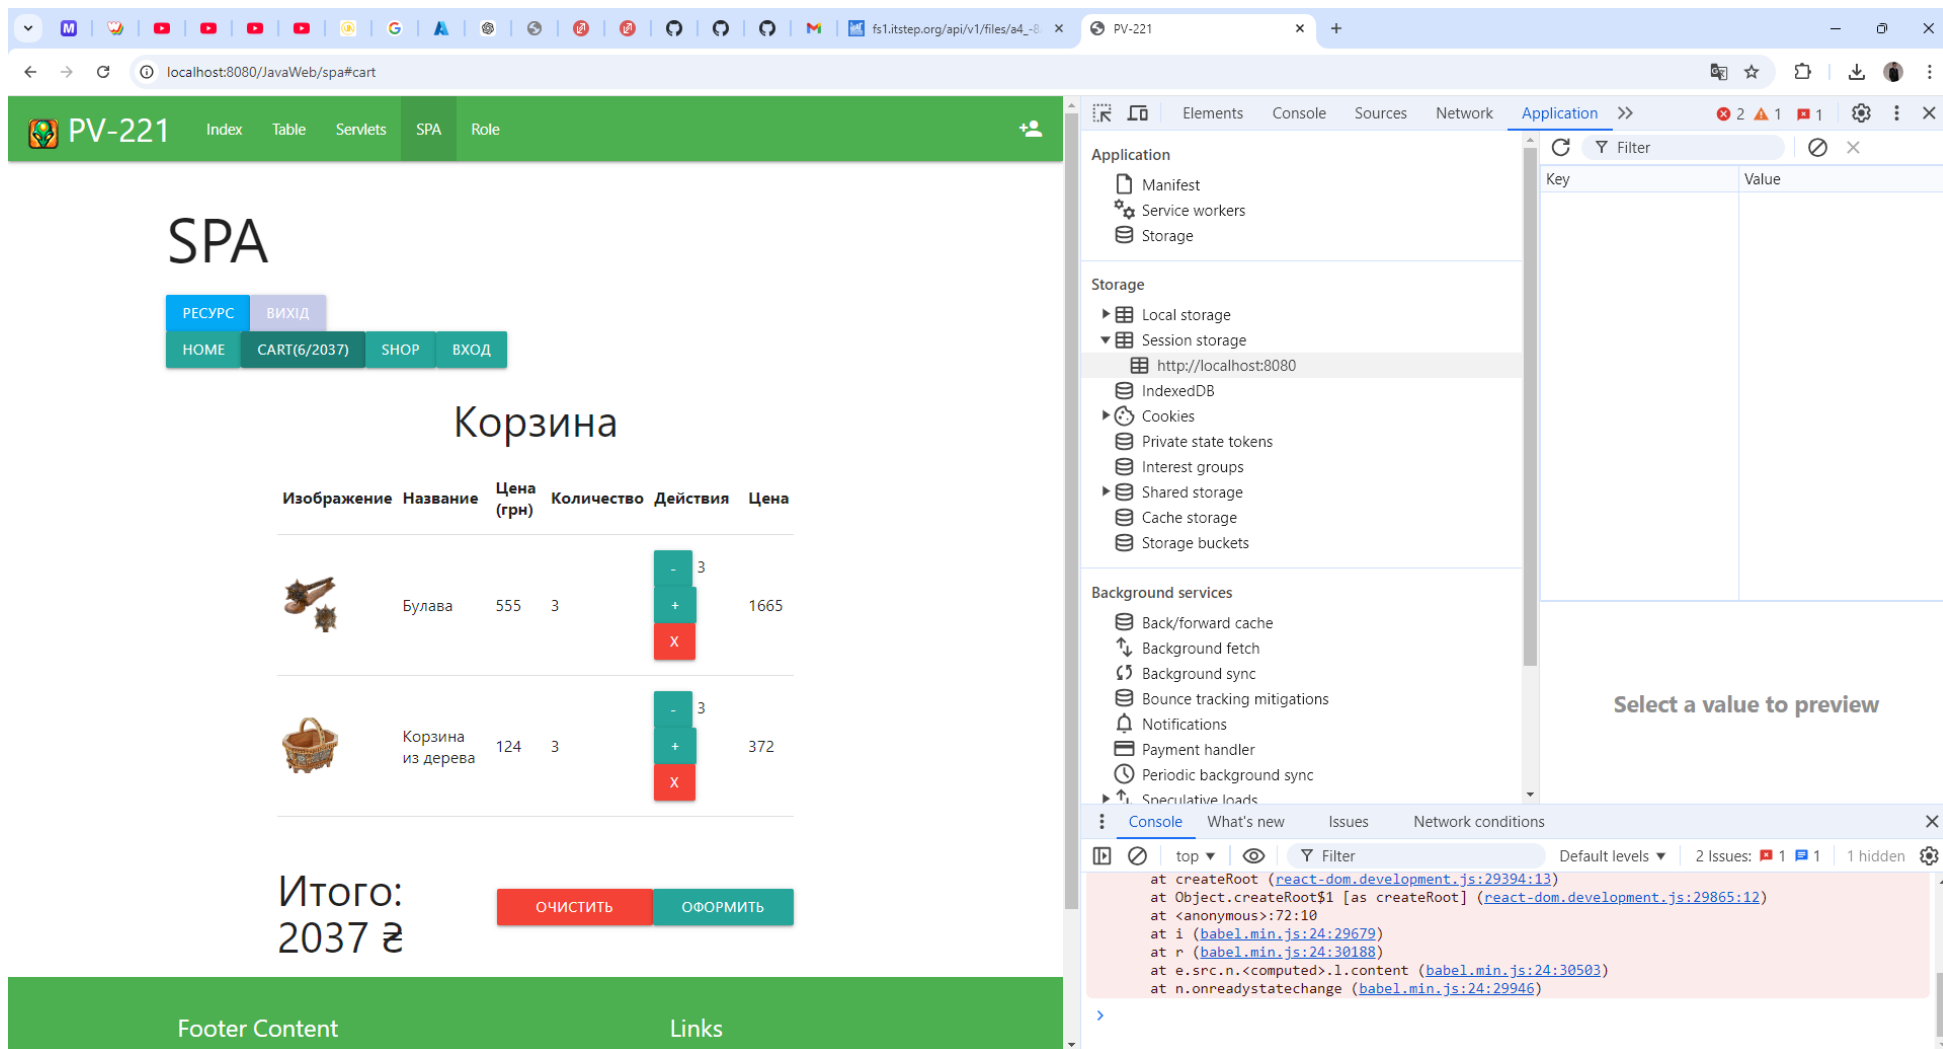 fs1.itstep.org/api/v1/files/a4_-8
PV-221
localhost:8080/JavaWeb/spa#cart
PV-221
Index
Table
Servlets
SPA
Role
SPA
РЕСУРС
ВИХІД
HOME
CART(6/2037)
SHOP
ВХОД
Корзина
Изображение Название Цена (грн) Количество Действия Цена
Булава 555 3 - 3 + X 1665
Корзина из дерева 124 3 - 3 + X 372
Итого:
2037 ₴
ОЧИСТИТЬ
ОФОРМИТЬ
Footer Content
Links
Elements
Console
Sources
Network
Application
2
1
1
Application
Manifest
Service workers
Storage
Storage
Local storage
Session storage
http://localhost:8080
IndexedDB
Cookies
Private state tokens
Interest groups
Shared storage
Cache storage
Storage buckets
Background services
Back/forward cache
Background fetch
Background sync
Bounce tracking mitigations
Notifications
Payment handler
Periodic background sync
Speculative loads
Filter
Key
Value
Select a value to preview
Console
What's new
Issues
Network conditions
top
Filter
Default levels
2 Issues: 1 1
1 hidden
at createRoot (react-dom.development.js:29394:13)
at Object.createRoot$1 [as createRoot] (react-dom.development.js:29865:12)
at <anonymous>:72:10
at i (babel.min.js:24:29679)
at r (babel.min.js:24:30188)
at e.src.n.<computed>.l.content (babel.min.js:24:30503)
at n.onreadystatechange (babel.min.js:24:29946)